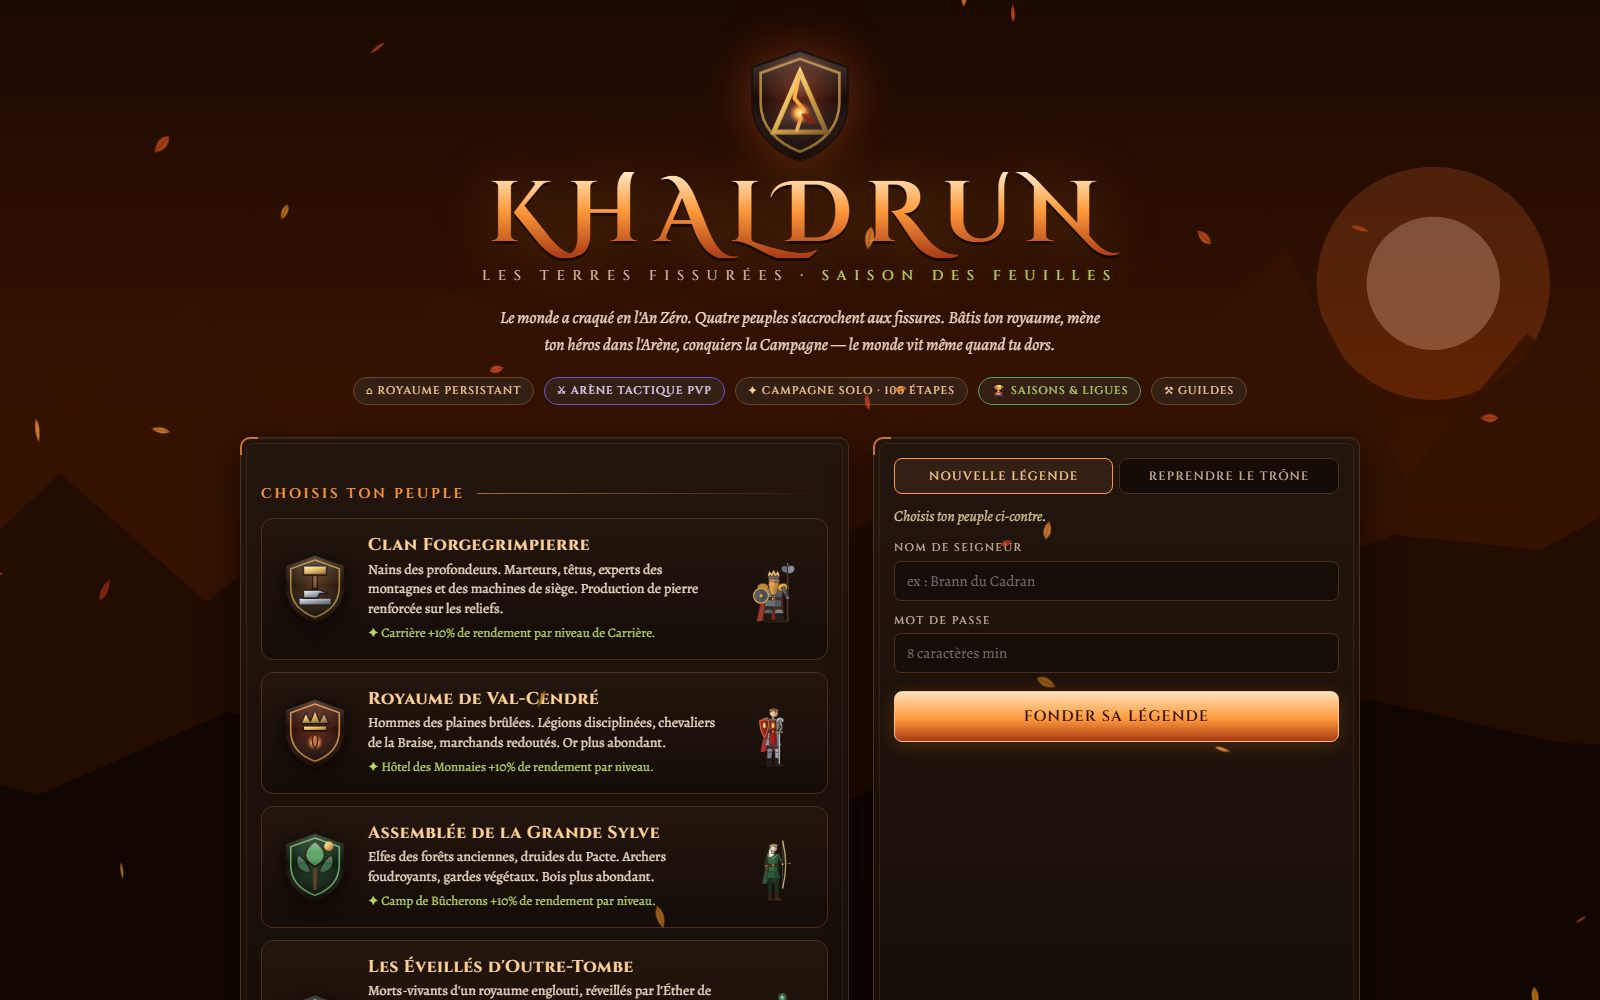 KHALDRUN
LES TERRES FISSURÉES · SAISON DES FEUILLES
Le monde a craqué en l'An Zéro. Quatre peuples s'accrochent aux fissures. Bâtis ton royaume, mène
ton héros dans l'Arène, conquiers la Campagne — le monde vit même quand tu dors.
⌂ ROYAUME PERSISTANT
⚔ ARÈNE TACTIQUE PVP
✦ CAMPAGNE SOLO · 100 ÉTAPES
🏆 SAISONS & LIGUES
⚒ GUILDES
CHOISIS TON PEUPLE
Clan Forgegrimpierre
Nains des profondeurs. Marteurs, têtus, experts des
montagnes et des machines de siège. Production de pierre
renforcée sur les reliefs.
✦ Carrière +10% de rendement par niveau de Carrière.
Royaume de Val-Cendré
Hommes des plaines brûlées. Légions disciplinées, chevaliers
de la Braise, marchands redoutés. Or plus abondant.
✦ Hôtel des Monnaies +10% de rendement par niveau.
Assemblée de la Grande Sylve
Elfes des forêts anciennes, druides du Pacte. Archers
foudroyants, gardes végétaux. Bois plus abondant.
✦ Camp de Bûcherons +10% de rendement par niveau.
Les Éveillés d'Outre-Tombe
Morts-vivants d'un royaume englouti, réveillés par l'Éther de
NOUVELLE LÉGENDE
REPRENDRE LE TRÔNE
Choisis ton peuple ci-contre.
NOM DE SEIGNEUR
ex : Brann du Cadran
MOT DE PASSE
8 caractères min
FONDER SA LÉGENDE